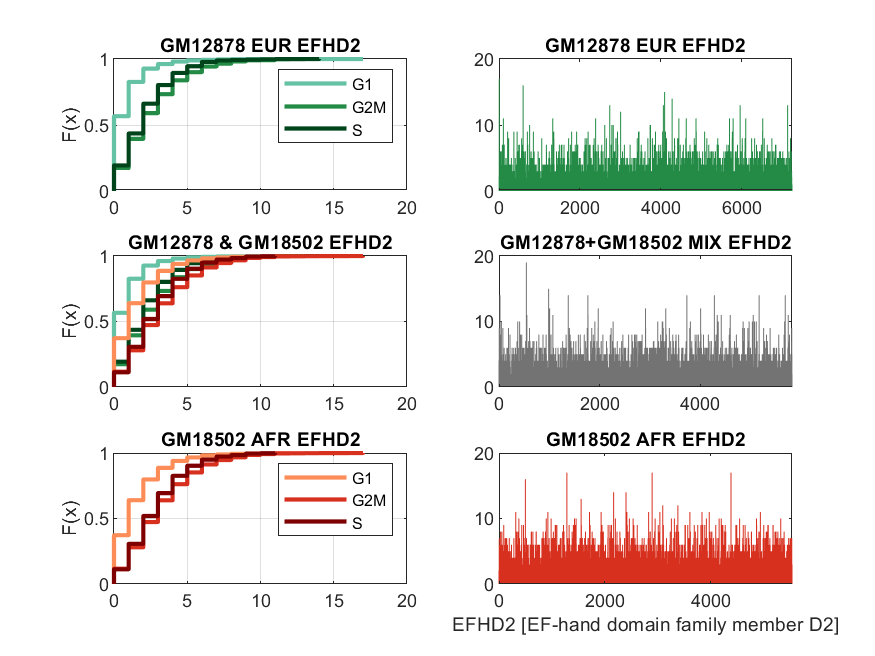 GM12878 EUR EFHD2
F(x)
1
0.5
0
0 5 10 15 20
G1
G2M
S
GM12878 EUR EFHD2
20
10
0
0 2000 4000 6000
GM12878 & GM18502 EFHD2
F(x)
1
0.5
0
0 5 10 15 20
GM12878+GM18502 MIX EFHD2
20
10
0
0 2000 4000
GM18502 AFR EFHD2
F(x)
1
0.5
0
0 5 10 15 20
G1
G2M
S
GM18502 AFR EFHD2
20
10
0
0 2000 4000
EFHD2 [EF-hand domain family member D2]